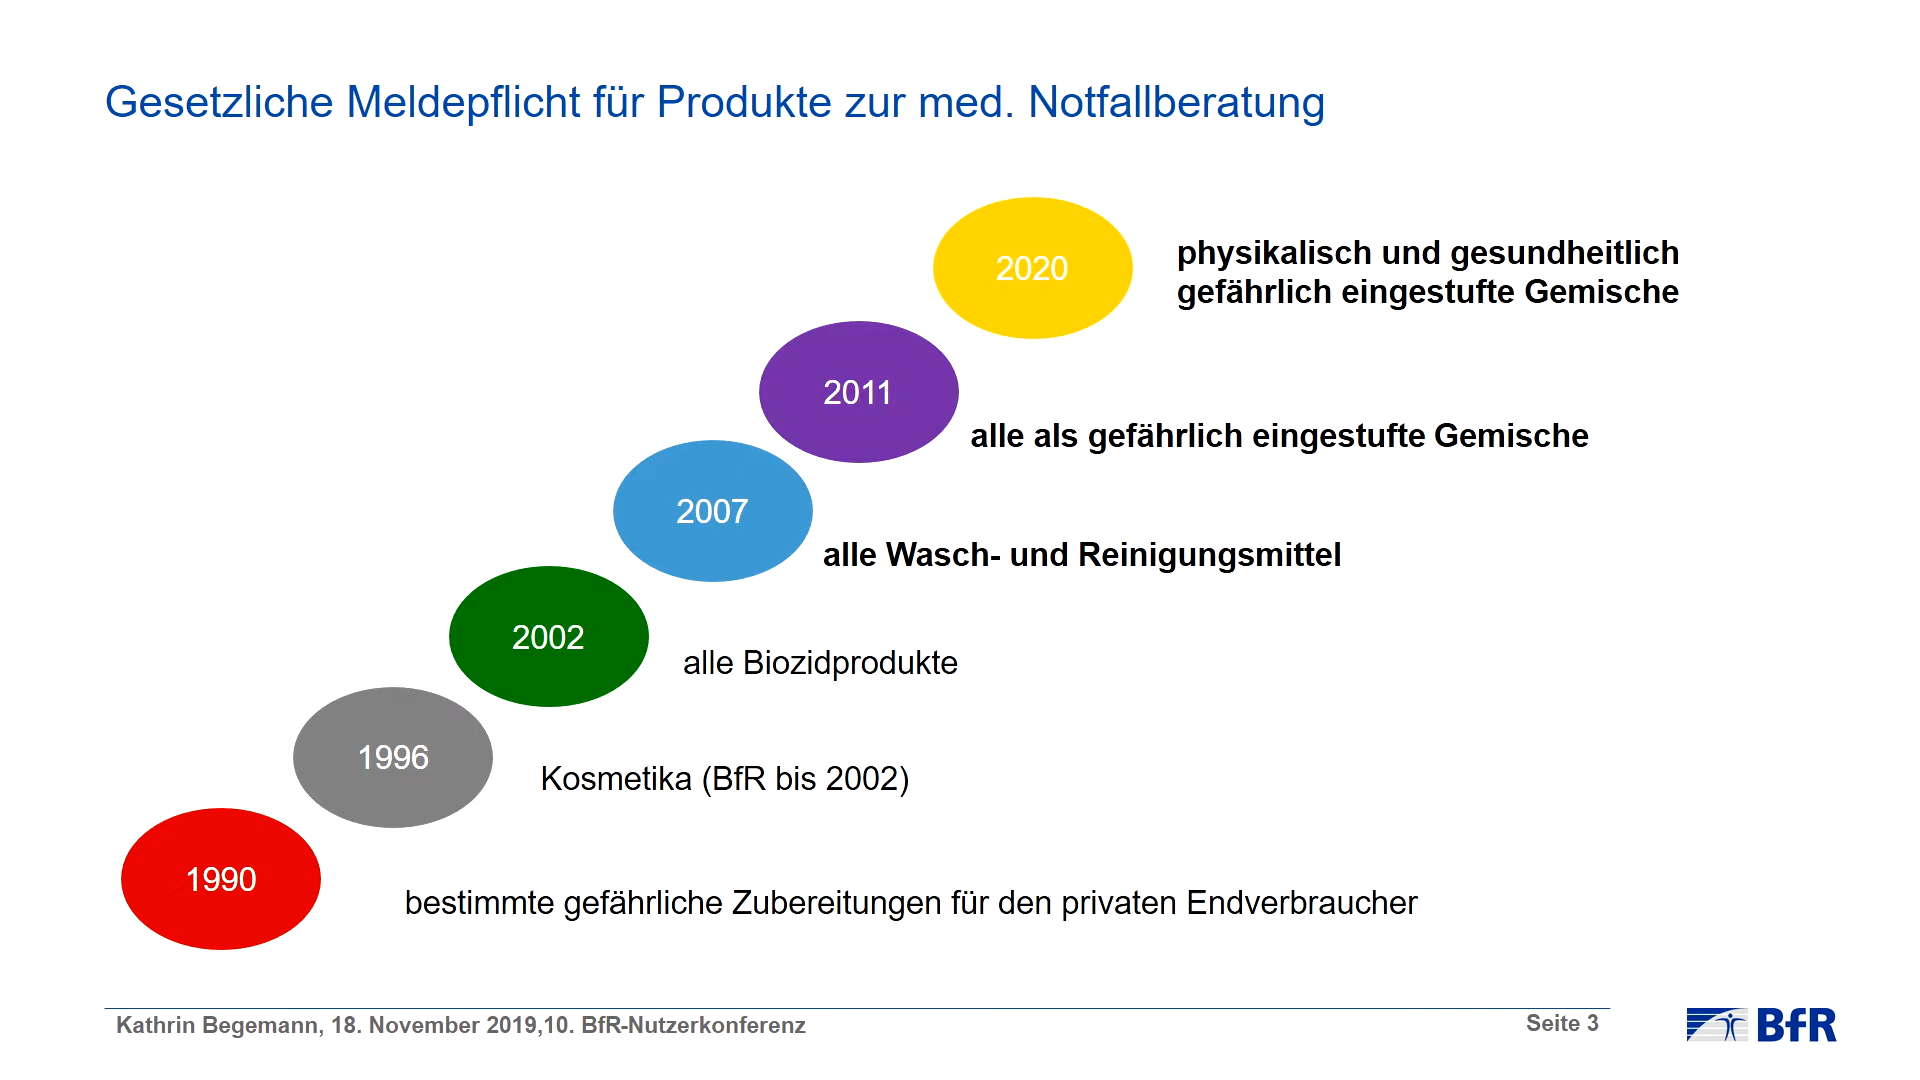 Gesetzliche Meldepflicht für Produkte zur med. Notfallberatung
2020
physikalisch und gesundheitlich
gefährlich eingestufte Gemische
2011
alle als gefährlich eingestufte Gemische
2007
alle Wasch- und Reinigungsmittel
2002
alle Biozidprodukte
1996
Kosmetika (BfR bis 2002)
1990
bestimmte gefährliche Zubereitungen für den privaten Endverbraucher
Kathrin Begemann, 18. November 2019,10. BfR-Nutzerkonferenz
Seite 3
BfR